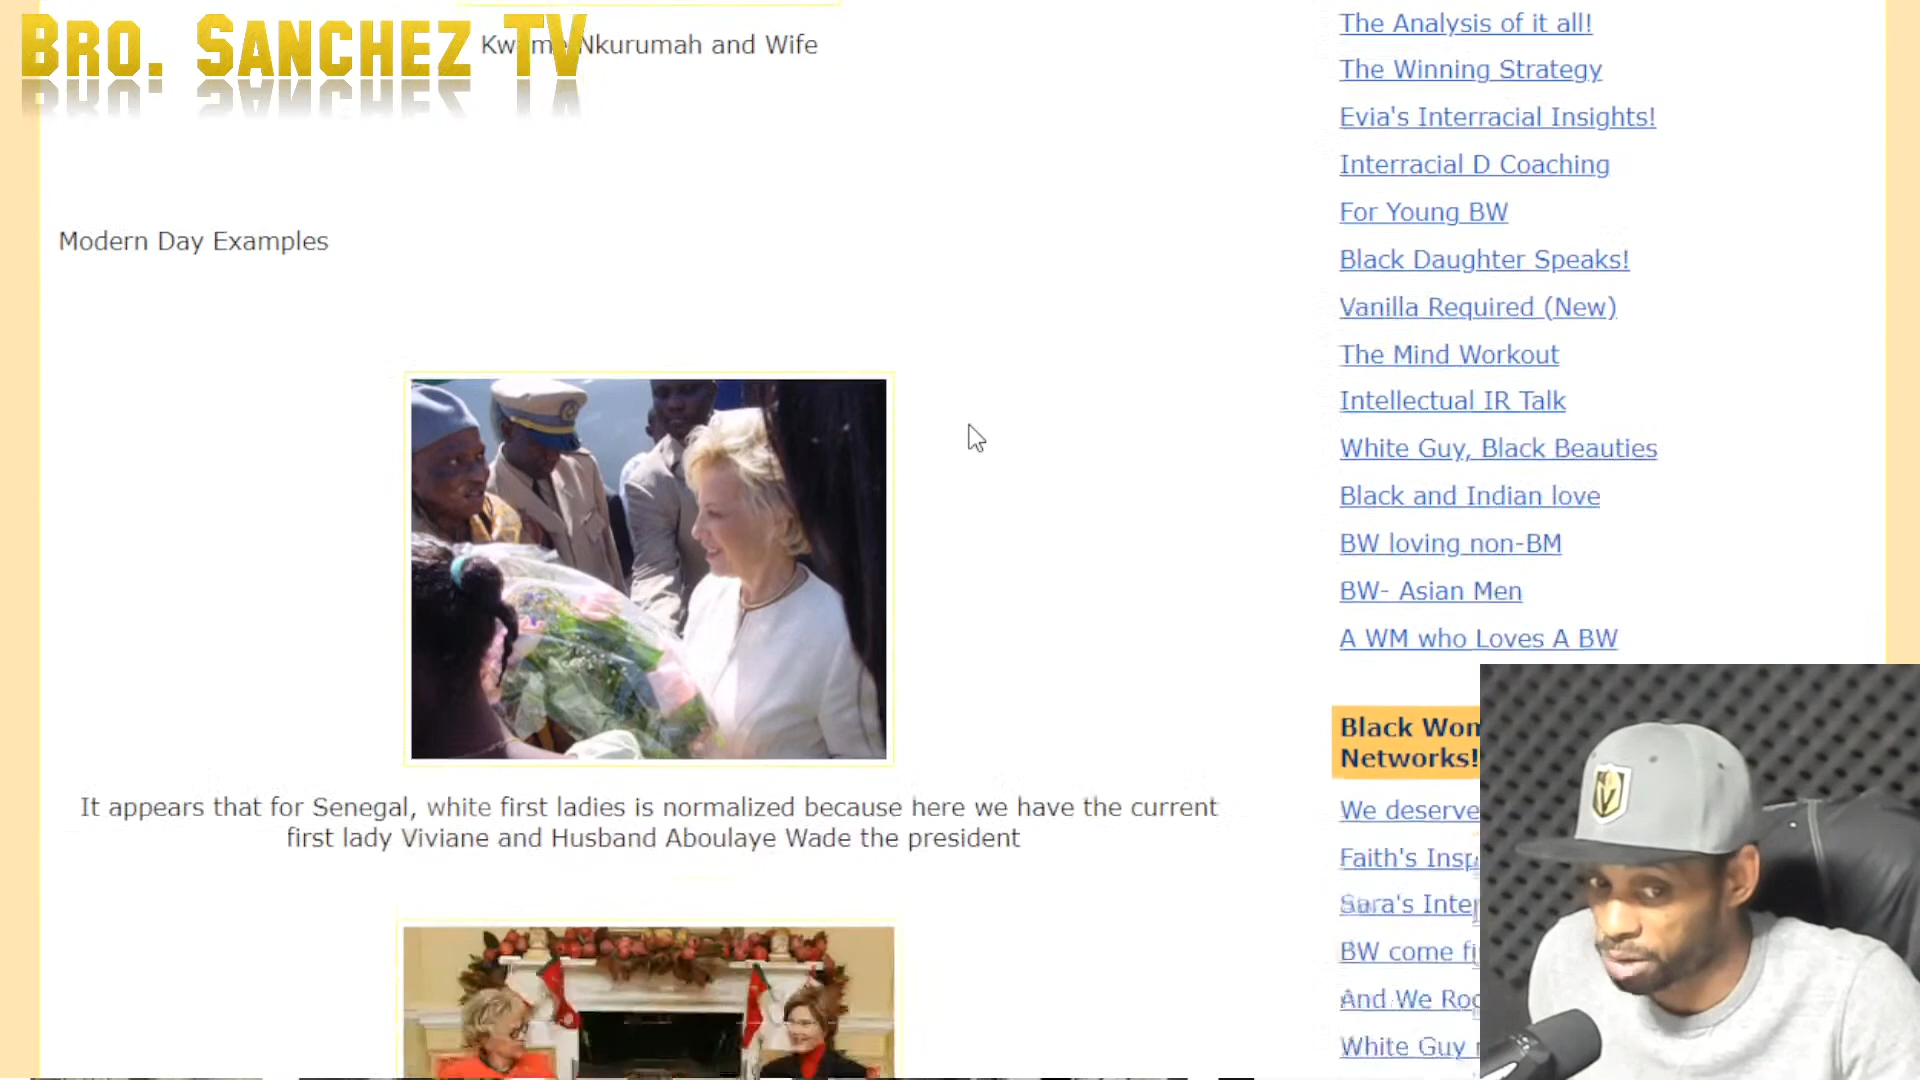 BRO. SANCHEZ TV
Kwame Nkurumah and Wife
Modern Day Examples
It appears that for Senegal, white first ladies is normalized because here we have the current
first lady Viviane and Husband Aboulaye Wade the president
The Analysis of it all!
The Winning Strategy
Evia's Interracial Insights!
Interracial D Coaching
For Young BW
Black Daughter Speaks!
Vanilla Required (New)
The Mind Workout
Intellectual IR Talk
White Guy, Black Beauties
Black and Indian love
BW loving non-BM
BW- Asian Men
A WM who Loves A BW
Black
Networks!
We deserve
Faith's
Sara's
BW come
And We
White Guy